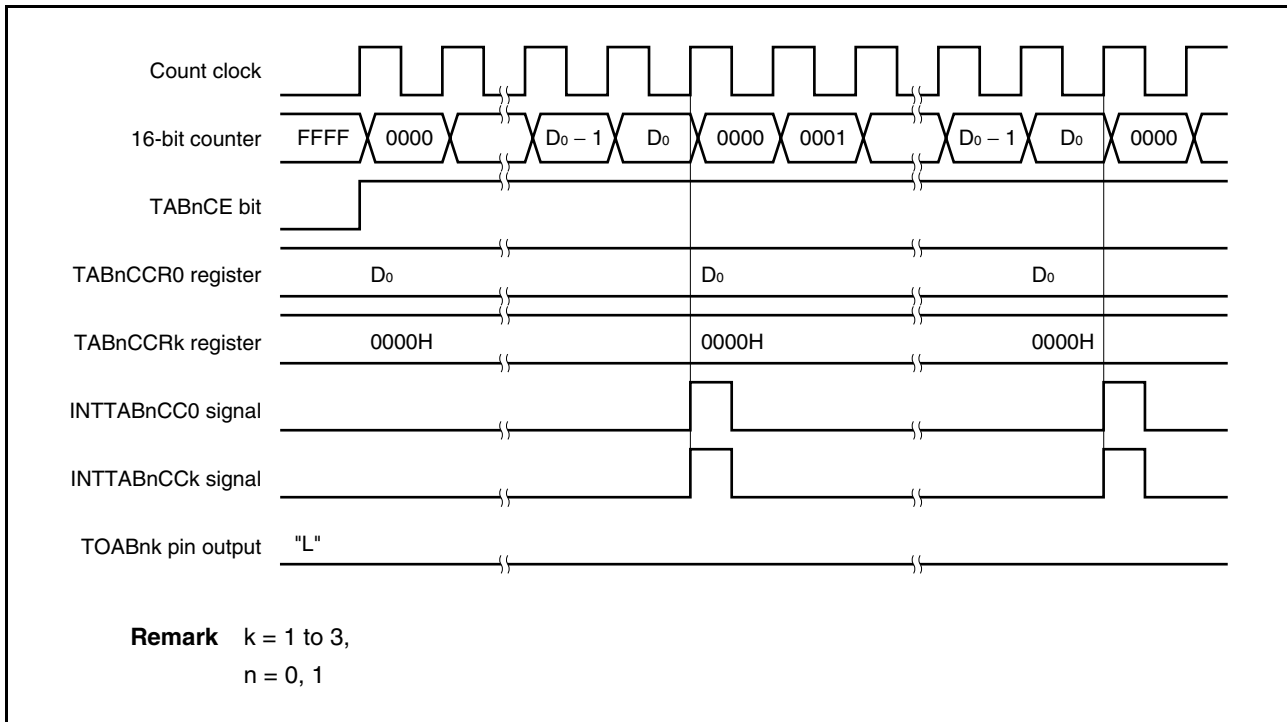 Count clock
16-bit counter FFFF 0000 D₀ − 1 D₀ 0000 0001 D₀ − 1 D₀ 0000
TABnCE bit
TABnCCR0 register D₀ D₀ D₀
TABnCCRk register 0000H 0000H 0000H
INTTABnCC0 signal
INTTABnCCk signal
TOABnk pin output "L"
Remark k = 1 to 3,
n = 0, 1